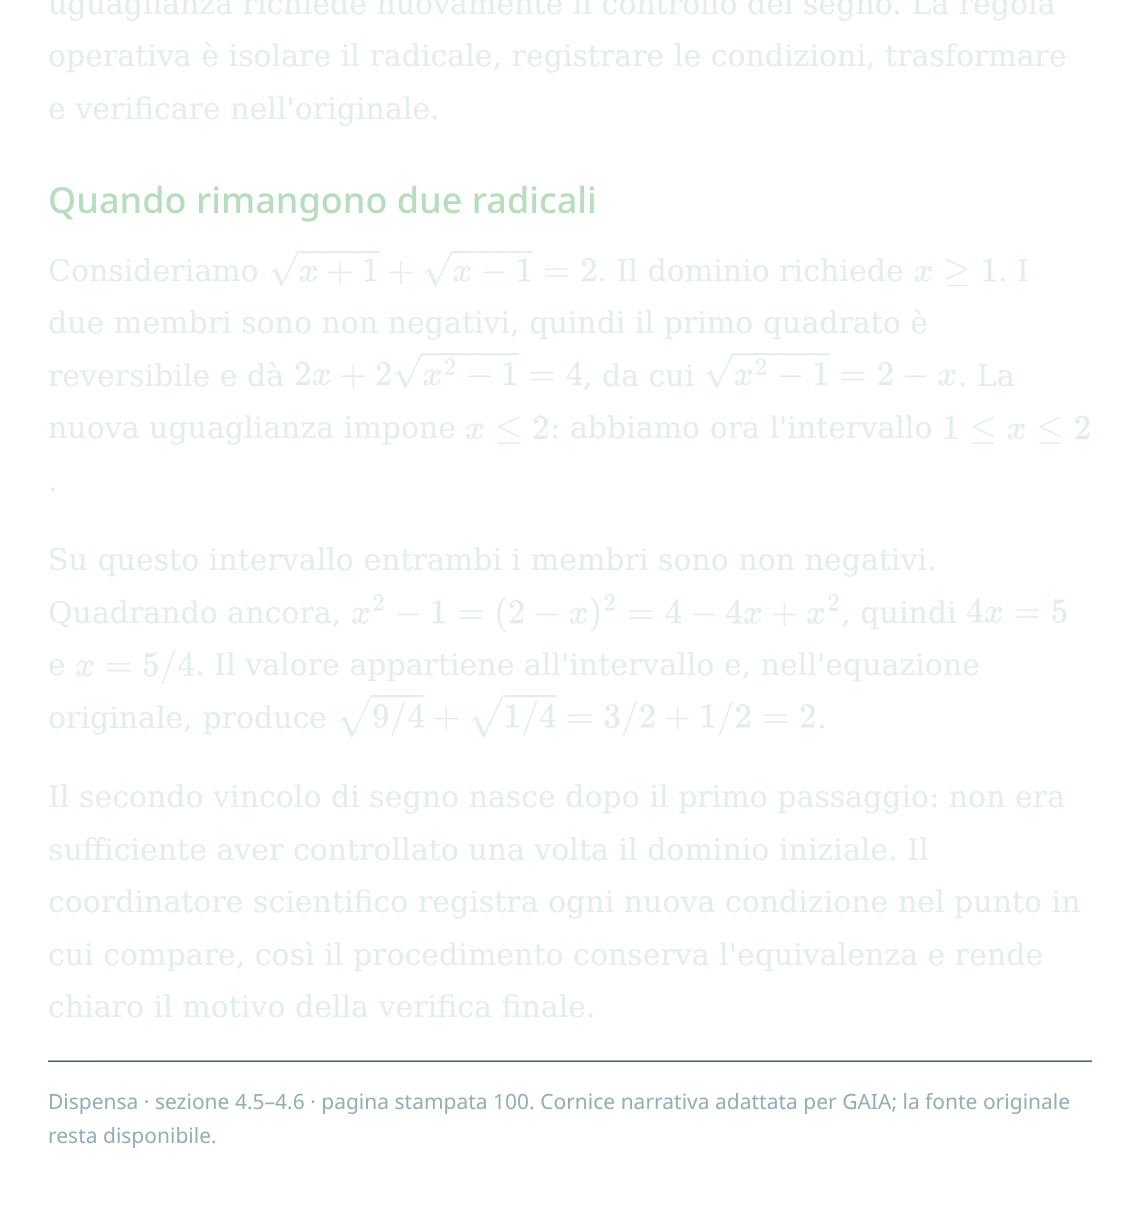 uguaglianza richiede nuovamente il controllo del segno. La regola
operativa è isolare il radicale, registrare le condizioni, trasformare
e verificare nell'originale.
Quando rimangono due radicali
Consideriamo √(x + 1) + √(x − 1) = 2. Il dominio richiede x ≥ 1. I
due membri sono non negativi, quindi il primo quadrato è
reversibile e dà 2x + 2√(x² − 1) = 4, da cui √(x² − 1) = 2 − x. La
nuova uguaglianza impone x ≤ 2: abbiamo ora l'intervallo 1 ≤ x ≤ 2
.
Su questo intervallo entrambi i membri sono non negativi.
Quadrando ancora, x² − 1 = (2 − x)² = 4 − 4x + x², quindi 4x = 5
e x = 5/4. Il valore appartiene all'intervallo e, nell'equazione
originale, produce √(9/4) + √(1/4) = 3/2 + 1/2 = 2.
Il secondo vincolo di segno nasce dopo il primo passaggio: non era
sufficiente aver controllato una volta il dominio iniziale. Il
coordinatore scientifico registra ogni nuova condizione nel punto in
cui compare, così il procedimento conserva l'equivalenza e rende
chiaro il motivo della verifica finale.
Dispensa · sezione 4.5–4.6 · pagina stampata 100. Cornice narrativa adattata per GAIA; la fonte originale
resta disponibile.